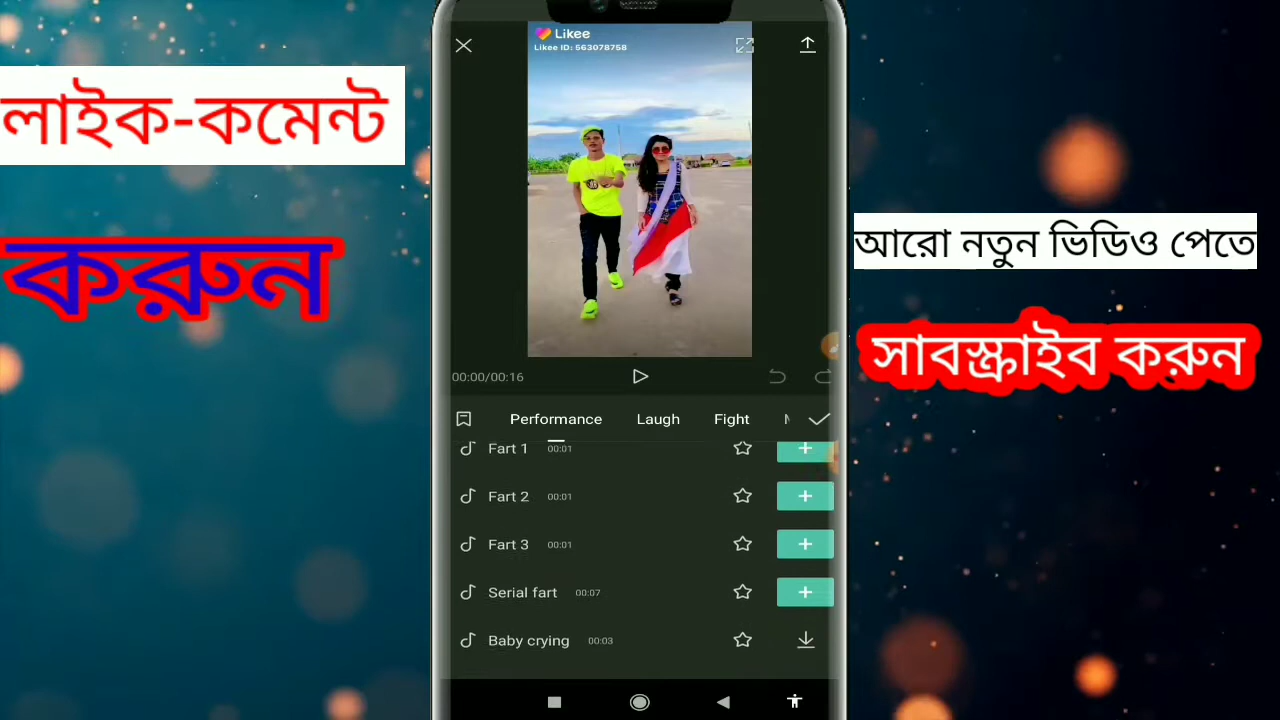 Likee
Likee ID: 563078758
লাইক-কমেন্ট
করুন
আরো নতুন ভিডিও পেতে
সাবস্ক্রাইব করুন
00:00/00:16
Performance Laugh Fight
Fart 1 00:01
Fart 2 00:01
Fart 3 00:01
Serial fart 00:07
Baby crying 00:03